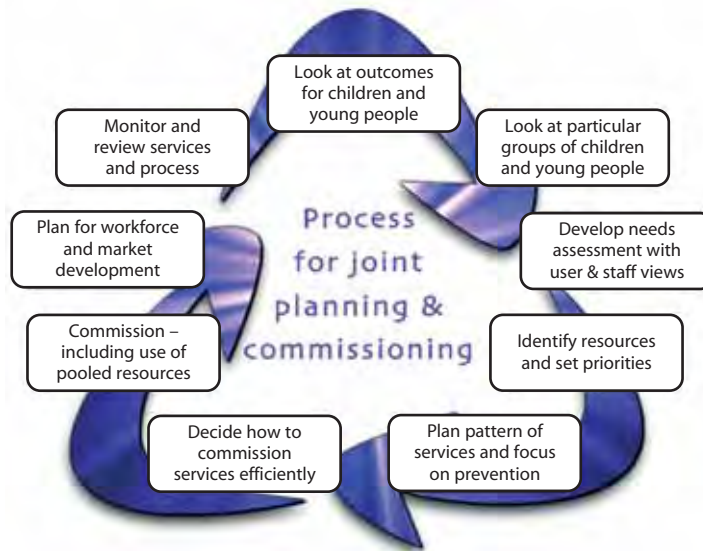 Look at outcomes
for children and
young people
Look at particular
groups of children
and young people
Develop needs
assessment with
user & staff views
Identify resources
and set priorities
Plan pattern of
services and focus
on prevention
Decide how to
commission
services efficiently
Commission –
including use of
pooled resources
Plan for workforce
and market
development
Monitor and
review services
and process
Process
for joint
planning &
commissioning